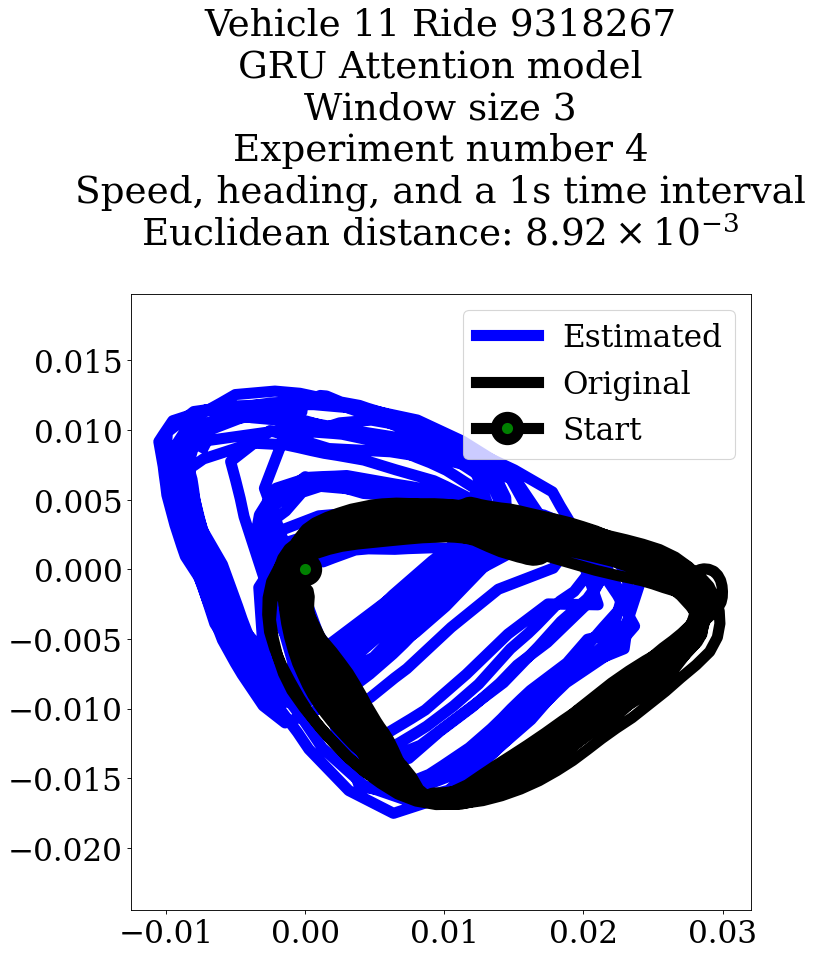 Vehicle 11 Ride 9318267
GRU Attention model
Window size 3
Experiment number 4
Speed, heading, and a 1s time interval
Euclidean distance: 8.92 × 10⁻³
Estimated
Original
Start
0.015
0.010
0.005
0.000
−0.005
−0.010
−0.015
−0.020
−0.01 0.00 0.01 0.02 0.03